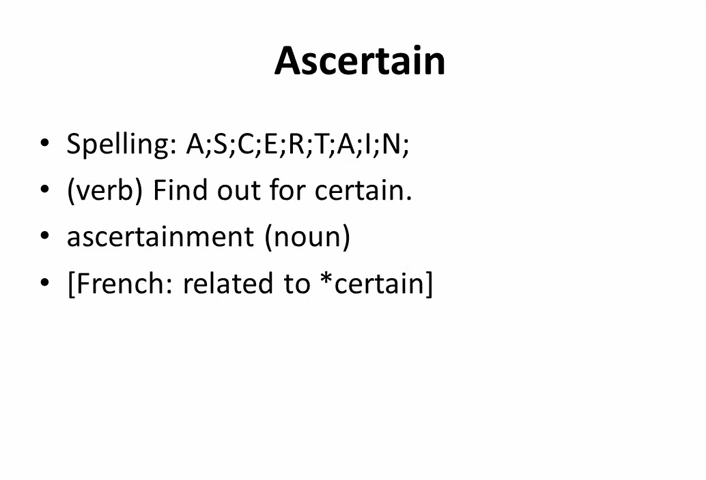 Ascertain
• Spelling: A;S;C;E;R;T;A;I;N;
• (verb) Find out for certain.
• ascertainment (noun)
• [French: related to *certain]